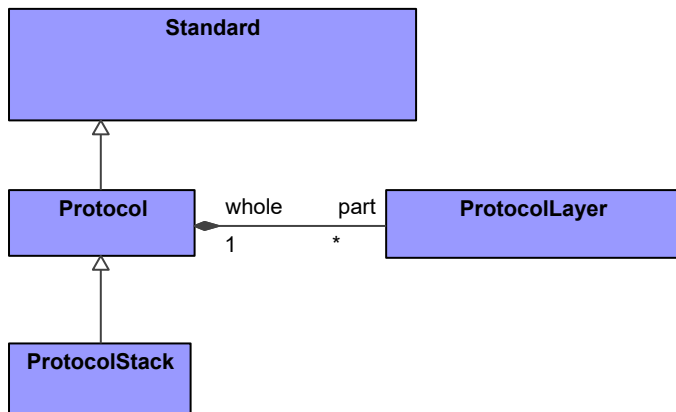 Standard
Protocol
whole
part
ProtocolLayer
1
*
ProtocolStack